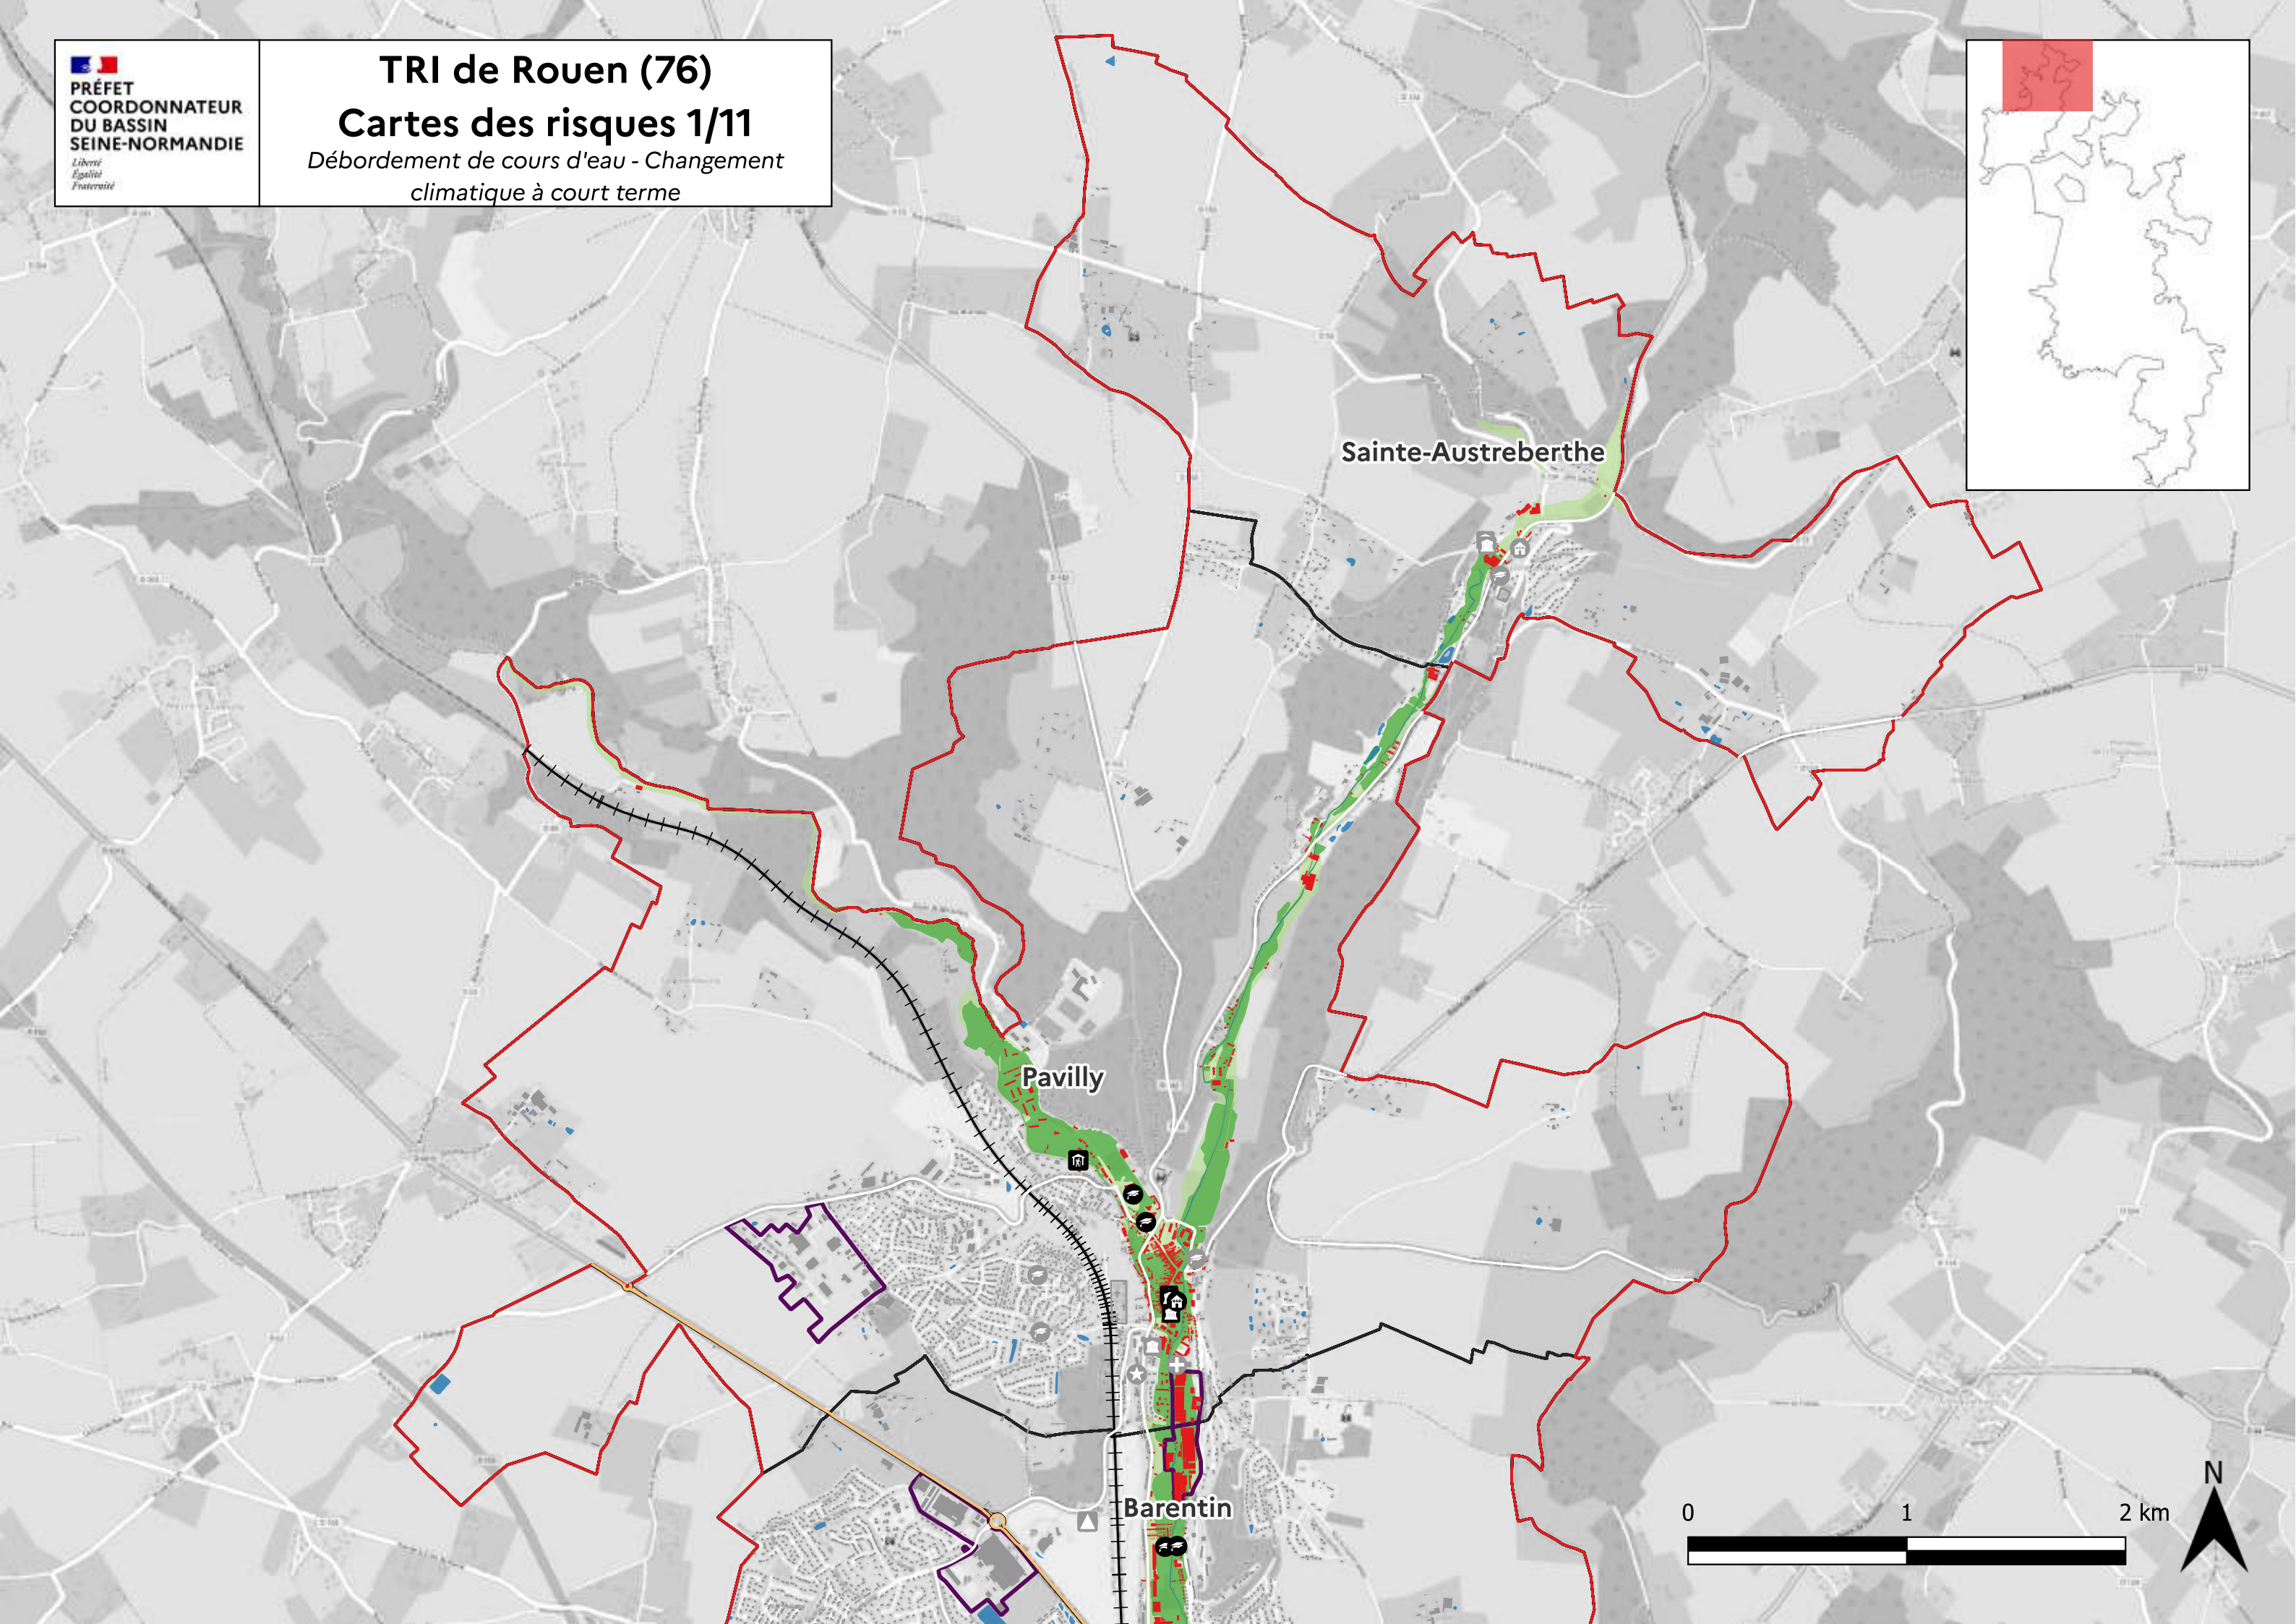 PRÉFET
COORDONNATEUR
DU BASSIN
SEINE-NORMANDIE
Liberté
Égalité
Fraternité
TRI de Rouen (76)
Cartes des risques 1/11
Débordement de cours d'eau - Changement
climatique à court terme
Sainte-Austreberthe
Pavilly
Barentin
0 1 2 km
N